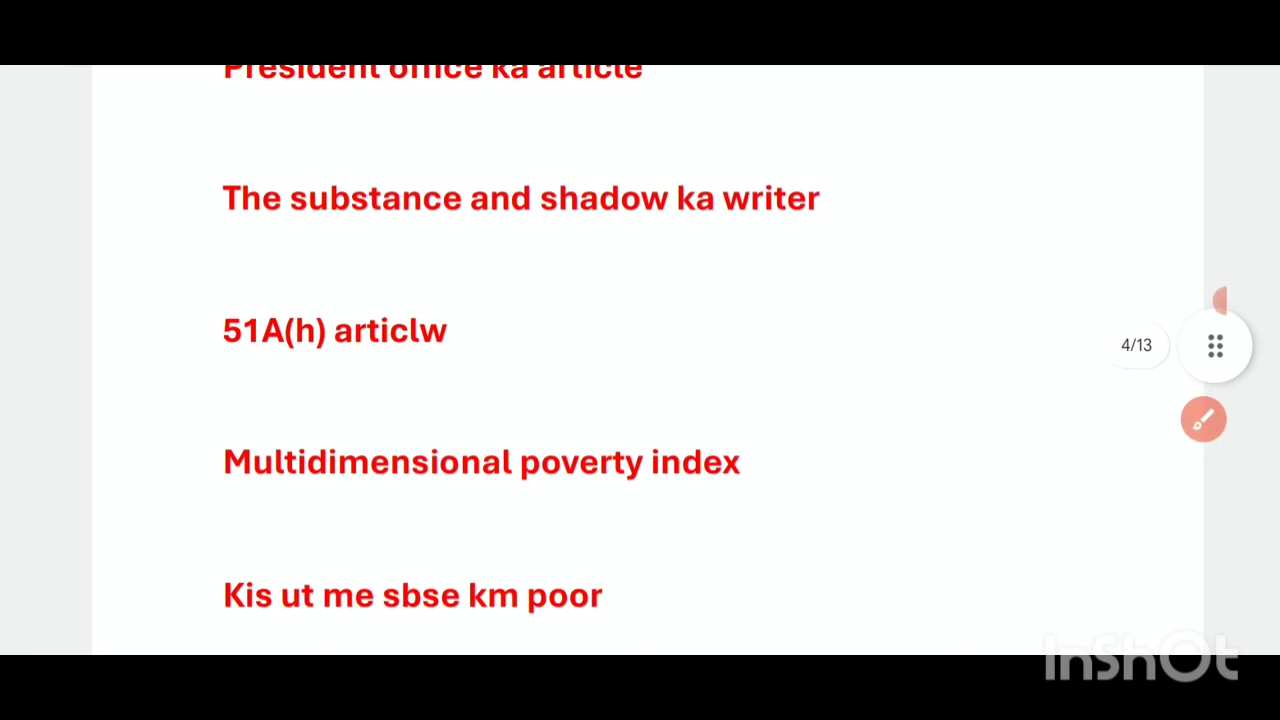 President office ka article
The substance and shadow ka writer
51A(h) articlw
4/13
Multidimensional poverty index
Kis ut me sbse km poor
InShOt